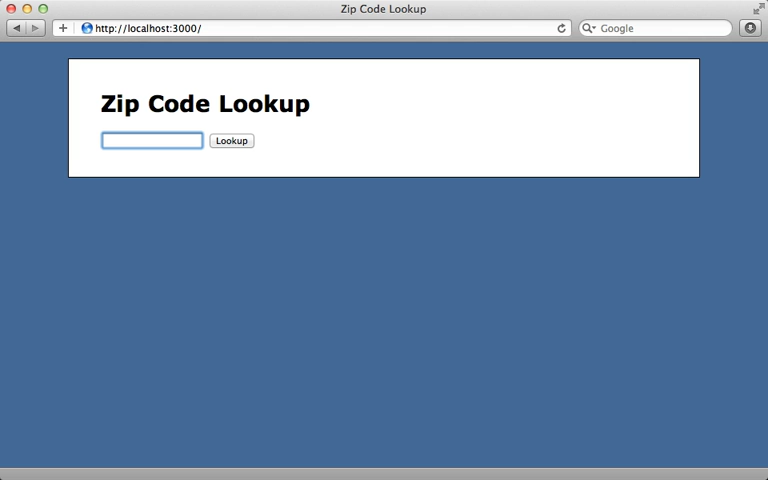 Zip Code Lookup
http://localhost:3000/
Google
Zip Code Lookup
Lookup